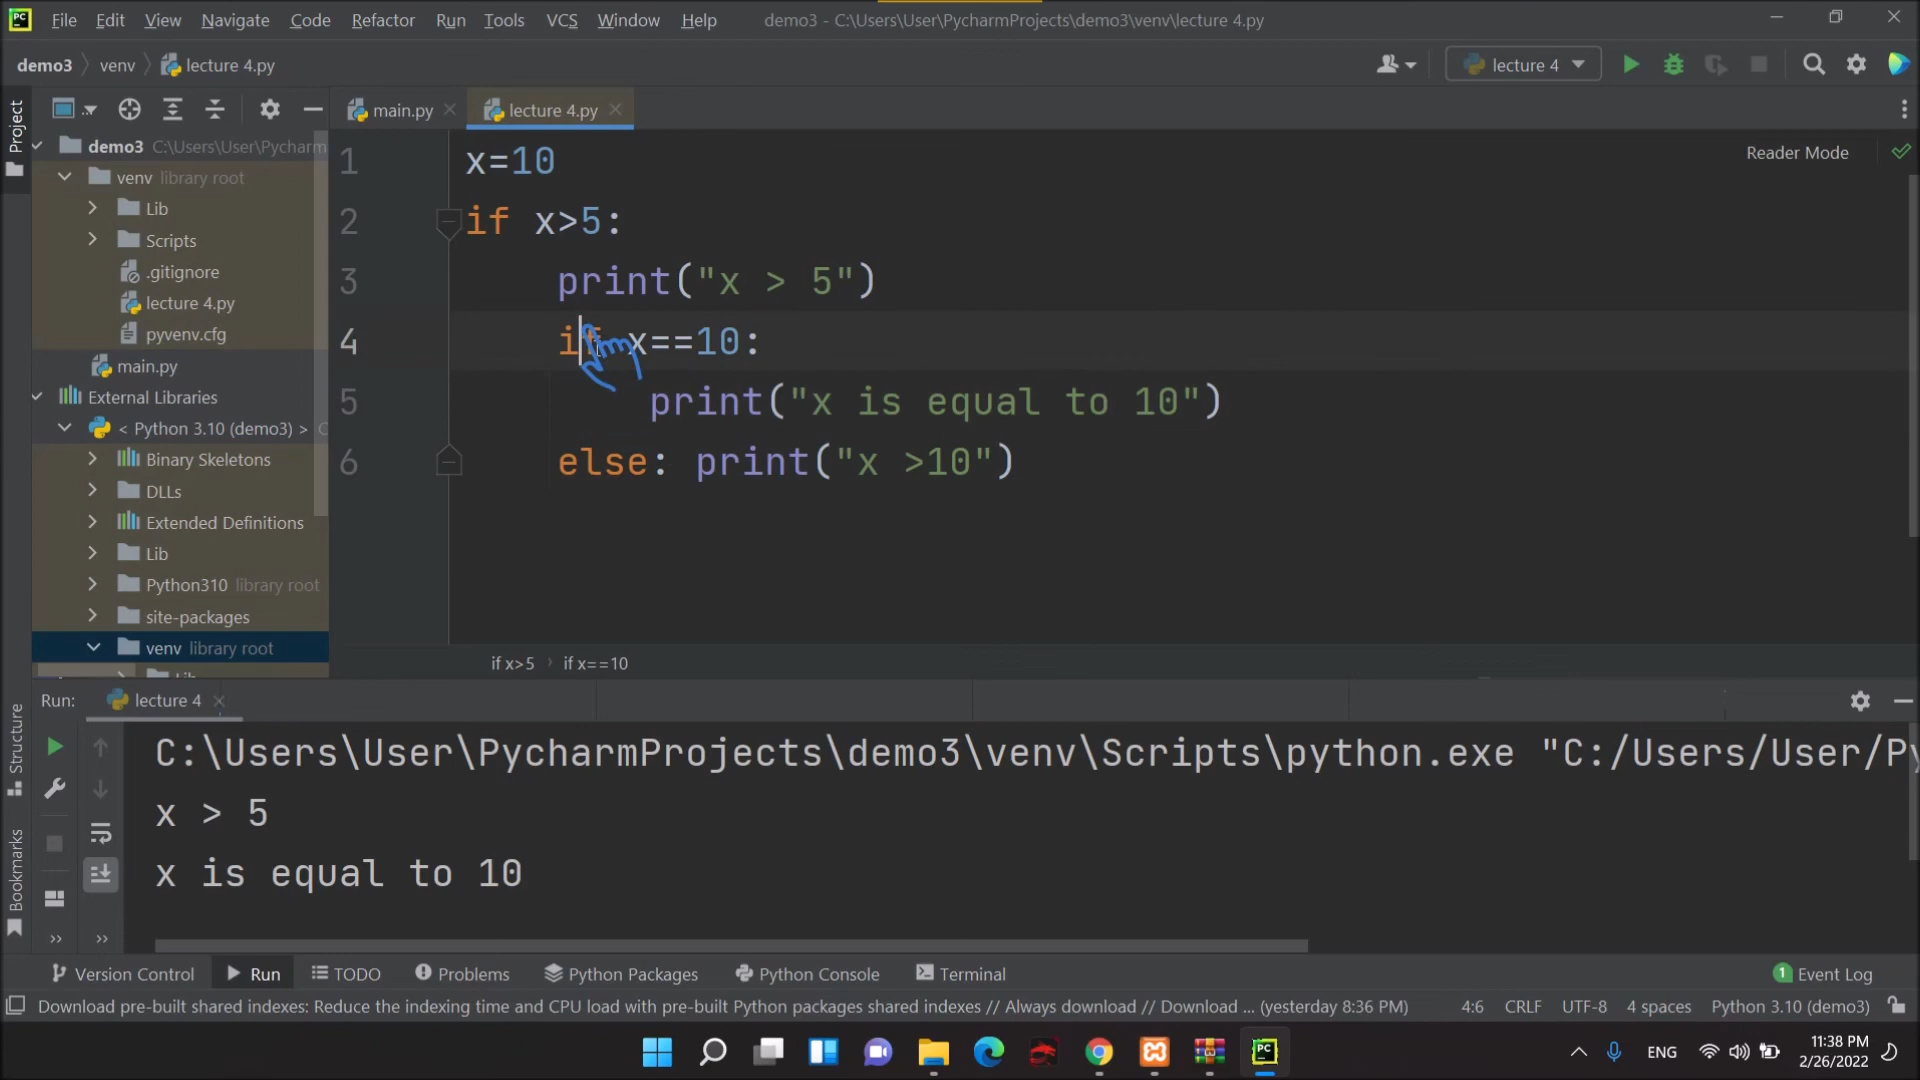 File Edit View Navigate Code Refactor Run Tools VCS Window Help demo3 - C:\Users\User\PycharmProjects\demo3\venv\lecture 4.py
demo3 venv lecture 4.py
lecture 4
Project
main.py
lecture 4.py
demo3 C:\Users\User\Pycharm
venv library root
Lib
Scripts
.gitignore
lecture 4.py
pyvenv.cfg
main.py
External Libraries
< Python 3.10 (demo3) >
Binary Skeletons
DLLs
Extended Definitions
Lib
Python310 library root
site-packages
venv library root
Lib
Reader Mode
1 x=10
2 if x>5:
3 print("x > 5")
4 if x==10:
5 print("x is equal to 10")
6 else: print("x >10")
if x>5 › if x==10
Run: lecture 4
Structure
Bookmarks
C:\Users\User\PycharmProjects\demo3\venv\Scripts\python.exe "C:/Users/User/Py
x > 5
x is equal to 10
Version Control Run TODO Problems Python Packages Python Console Terminal 1 Event Log
Download pre-built shared indexes: Reduce the indexing time and CPU load with pre-built Python packages shared indexes // Always download // Download ... (yesterday 8:36 PM) 4:6 CRLF UTF-8 4 spaces Python 3.10 (demo3)
PC
ENG
11:38 PM
2/26/2022